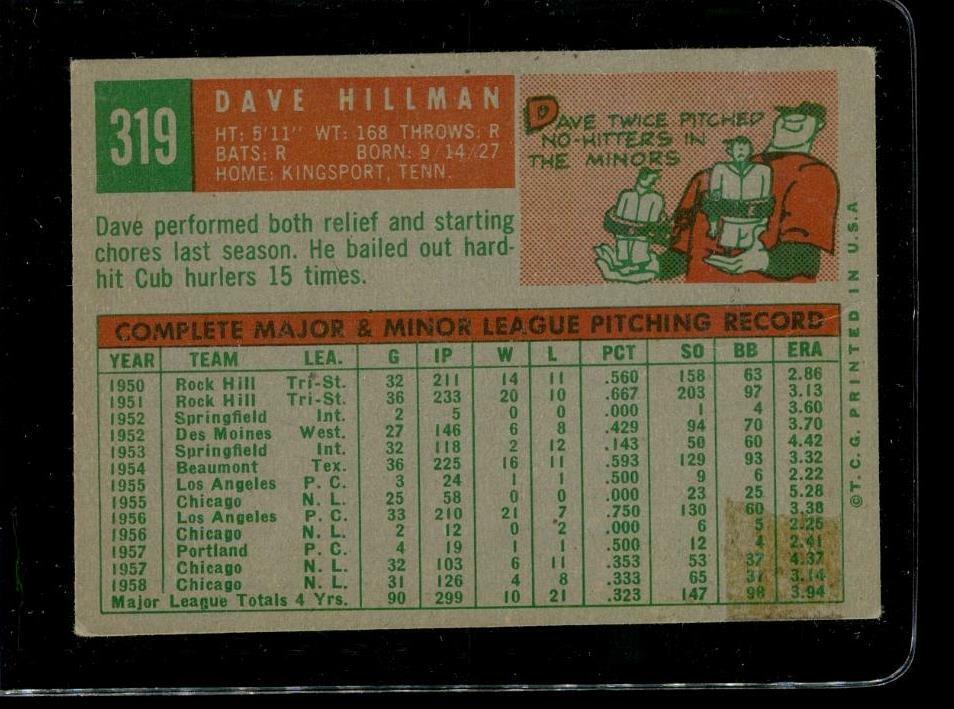 319
DAVE HILLMAN
HT: 5'11" WT: 168 THROWS: R
BATS: R BORN: 9/14/27
HOME: KINGSPORT, TENN.
DAVE TWICE PITCHED
NO-HITTERS IN
THE MINORS
Dave performed both relief and starting
chores last season. He bailed out hard-
hit Cub hurlers 15 times.
COMPLETE MAJOR & MINOR LEAGUE PITCHING RECORD
YEAR TEAM LEA. G IP W L PCT SO BB ERA
1950 Rock Hill Tri-St. 32 211 14 11 .560 158 63 2.86
1951 Rock Hill Tri-St. 36 233 20 10 .667 203 97 3.13
1952 Springfield Int. 2 5 0 0 .000 1 4 3.60
1952 Des Moines West. 27 146 6 8 .429 94 70 3.70
1953 Springfield Int. 32 118 2 12 .143 50 60 4.42
1954 Beaumont Tex. 36 225 16 11 .593 129 93 3.32
1955 Los Angeles P. C. 3 24 1 1 .500 9 6 2.22
1955 Chicago N. L. 25 58 0 0 .000 23 25 5.28
1956 Los Angeles P. C. 33 210 21 7 .750 130 60 3.38
1956 Chicago N. L. 2 12 0 2 .000 6 5 2.25
1957 Portland P. C. 4 19 1 1 .500 12 4 2.41
1957 Chicago N. L. 32 103 6 11 .353 53 37 4.37
1958 Chicago N. L. 31 126 4 8 .333 65 31 3.14
Major League Totals 4 Yrs. 90 299 10 21 .323 147 98 3.94
©T. C. G. PRINTED IN U.S.A